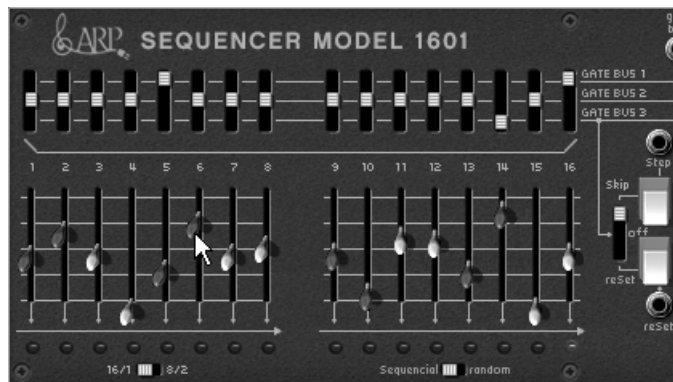 ARP SEQUENCER MODEL 1601
GATE BUS 1
GATE BUS 2
GATE BUS 3
1 2 3 4 5 6 7 8 9 10 11 12 13 14 15 16
Step
Skip
off
reSet
reSet
16/1 8/2
Sequencial random